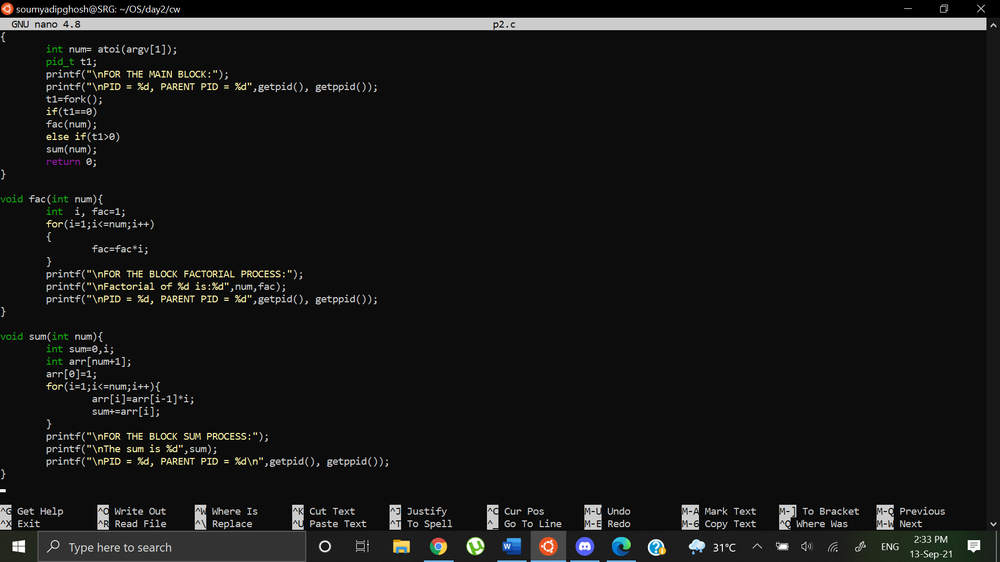 soumyadipghosh@SRG: ~/OS/day2/cw
GNU nano 4.8 p2.c
{
int num= atoi(argv[1]);
pid_t t1;
printf("\nFOR THE MAIN BLOCK:");
printf("\nPID = %d, PARENT PID = %d",getpid(), getppid());
t1=fork();
if(t1==0)
fac(num);
else if(t1>0)
sum(num);
return 0;
}
void fac(int num){
int  i, fac=1;
for(i=1;i<=num;i++)
{
fac=fac*i;
}
printf("\nFOR THE BLOCK FACTORIAL PROCESS:");
printf("\nFactorial of %d is:%d",num,fac);
printf("\nPID = %d, PARENT PID = %d",getpid(), getppid());
}
void sum(int num){
int sum=0,i;
int arr[num+1];
arr[0]=1;
for(i=1;i<=num;i++){
arr[i]=arr[i-1]*i;
sum+=arr[i];
}
printf("\nFOR THE BLOCK SUM PROCESS:");
printf("\nThe sum is %d",sum);
printf("\nPID = %d, PARENT PID = %d\n",getpid(), getppid());
}
^G Get Help ^O Write Out ^W Where Is ^K Cut Text ^J Justify ^C Cur Pos M-U Undo M-A Mark Text M-] To Bracket M-Q Previous
^X Exit ^R Read File ^\ Replace ^U Paste Text ^T To Spell ^_ Go To Line M-E Redo M-6 Copy Text ^Q Where Was M-W Next
Type here to search W 31°C ENG 2:33 PM
13-Sep-21